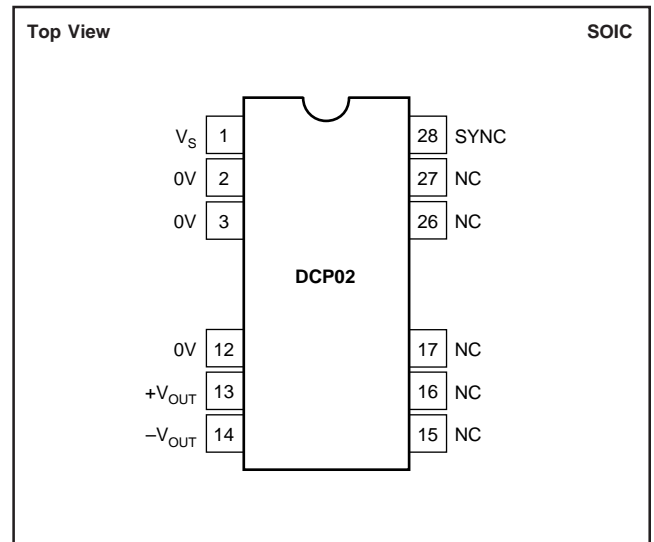 Top View SOIC
V_S 1 28 SYNC
0V 2 27 NC
0V 3 26 NC
DCP02
0V 12 17 NC
+V_OUT 13 16 NC
–V_OUT 14 15 NC